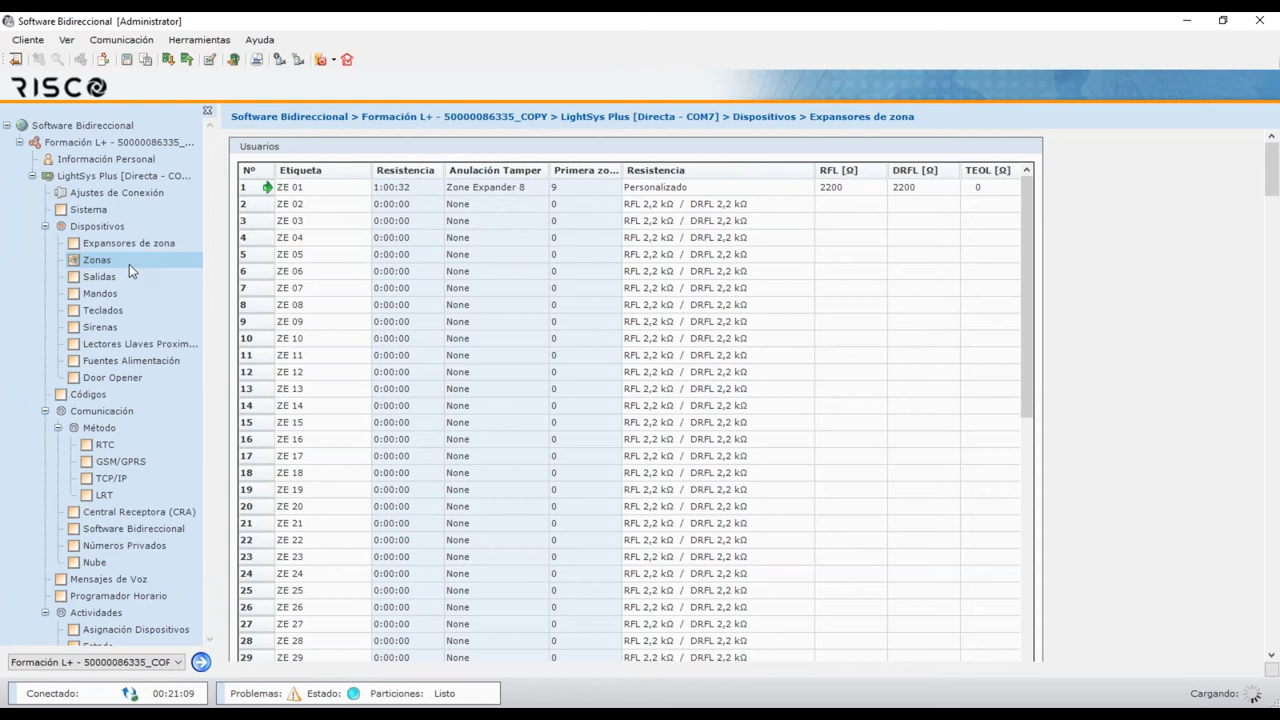 Software Bidireccional [Administrator]
Cliente Ver Comunicación Herramientas Ayuda
RISCO
Software Bidireccional
Formación L+ - 50000086335_...
Información Personal
LightSys Plus [Directa - CO...
Ajustes de Conexión
Sistema
Dispositivos
Expansores de zona
Zonas
Salidas
Mandos
Teclados
Sirenas
Lectores Llaves Proxim...
Fuentes Alimentación
Door Opener
Códigos
Comunicación
Método
RTC
GSM/GPRS
TCP/IP
LRT
Central Receptora (CRA)
Software Bidireccional
Números Privados
Nube
Mensajes de Voz
Programador Horario
Actividades
Asignación Dispositivos
Formación L+ - 50000086335_COP
Software Bidireccional > Formación L+ - 50000086335_COPY > LightSys Plus [Directa - COM7] > Dispositivos > Expansores de zona
Usuarios
Nº Etiqueta Resistencia Anulación Tamper Primera zo... Resistencia RFL [Ω] DRFL [Ω] TEOL [Ω]
1 ZE 01 1:00:32 Zone Expander 8 9 Personalizado 2200 2200 0
2 ZE 02 0:00:00 None 0 RFL 2,2 kΩ / DRFL 2,2 kΩ
3 ZE 03 0:00:00 None 0 RFL 2,2 kΩ / DRFL 2,2 kΩ
4 ZE 04 0:00:00 None 0 RFL 2,2 kΩ / DRFL 2,2 kΩ
5 ZE 05 0:00:00 None 0 RFL 2,2 kΩ / DRFL 2,2 kΩ
6 ZE 06 0:00:00 None 0 RFL 2,2 kΩ / DRFL 2,2 kΩ
7 ZE 07 0:00:00 None 0 RFL 2,2 kΩ / DRFL 2,2 kΩ
8 ZE 08 0:00:00 None 0 RFL 2,2 kΩ / DRFL 2,2 kΩ
9 ZE 09 0:00:00 None 0 RFL 2,2 kΩ / DRFL 2,2 kΩ
10 ZE 10 0:00:00 None 0 RFL 2,2 kΩ / DRFL 2,2 kΩ
11 ZE 11 0:00:00 None 0 RFL 2,2 kΩ / DRFL 2,2 kΩ
12 ZE 12 0:00:00 None 0 RFL 2,2 kΩ / DRFL 2,2 kΩ
13 ZE 13 0:00:00 None 0 RFL 2,2 kΩ / DRFL 2,2 kΩ
14 ZE 14 0:00:00 None 0 RFL 2,2 kΩ / DRFL 2,2 kΩ
15 ZE 15 0:00:00 None 0 RFL 2,2 kΩ / DRFL 2,2 kΩ
16 ZE 16 0:00:00 None 0 RFL 2,2 kΩ / DRFL 2,2 kΩ
17 ZE 17 0:00:00 None 0 RFL 2,2 kΩ / DRFL 2,2 kΩ
18 ZE 18 0:00:00 None 0 RFL 2,2 kΩ / DRFL 2,2 kΩ
19 ZE 19 0:00:00 None 0 RFL 2,2 kΩ / DRFL 2,2 kΩ
20 ZE 20 0:00:00 None 0 RFL 2,2 kΩ / DRFL 2,2 kΩ
21 ZE 21 0:00:00 None 0 RFL 2,2 kΩ / DRFL 2,2 kΩ
22 ZE 22 0:00:00 None 0 RFL 2,2 kΩ / DRFL 2,2 kΩ
23 ZE 23 0:00:00 None 0 RFL 2,2 kΩ / DRFL 2,2 kΩ
24 ZE 24 0:00:00 None 0 RFL 2,2 kΩ / DRFL 2,2 kΩ
25 ZE 25 0:00:00 None 0 RFL 2,2 kΩ / DRFL 2,2 kΩ
26 ZE 26 0:00:00 None 0 RFL 2,2 kΩ / DRFL 2,2 kΩ
27 ZE 27 0:00:00 None 0 RFL 2,2 kΩ / DRFL 2,2 kΩ
28 ZE 28 0:00:00 None 0 RFL 2,2 kΩ / DRFL 2,2 kΩ
29 ZE 29 0:00:00 None 0 RFL 2,2 kΩ / DRFL 2,2 kΩ
Conectado: 00:21:09 Problemas: Estado: Particiones: Listo Cargando: